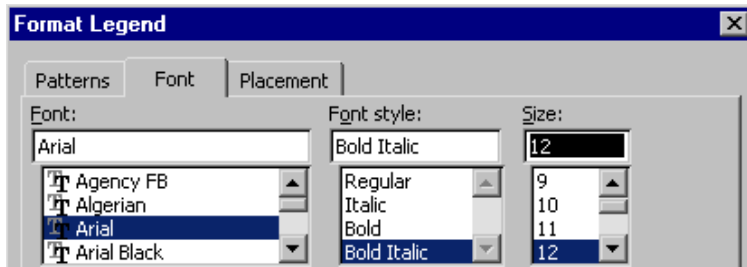 Format Legend
Patterns Font Placement
Font: Font style: Size:
Arial Bold Italic 12
Agency FB Regular 9
Algerian Italic 10
Arial Bold 11
Arial Black Bold Italic 12